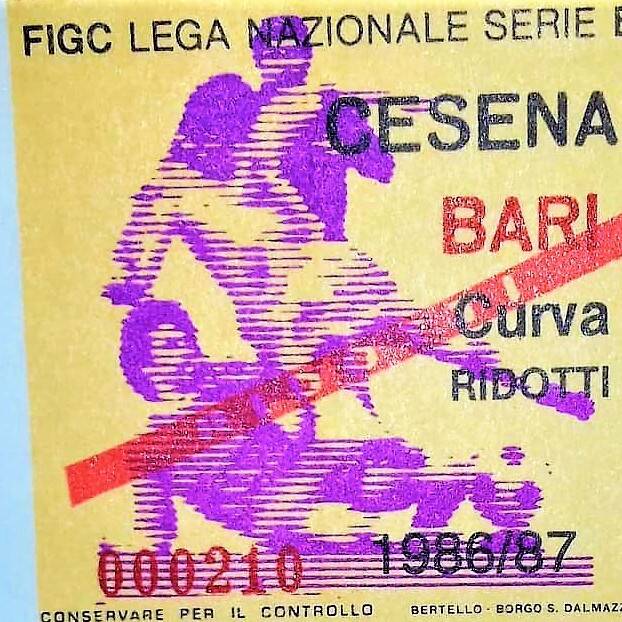 FIGC LEGA NAZIONALE SERIE
CESENA
BARI
Curva
RIDOTTI
1986/87
000210
CONSERVARE PER IL CONTROLLO BERTELLO - BORGO S. DALMAZZ